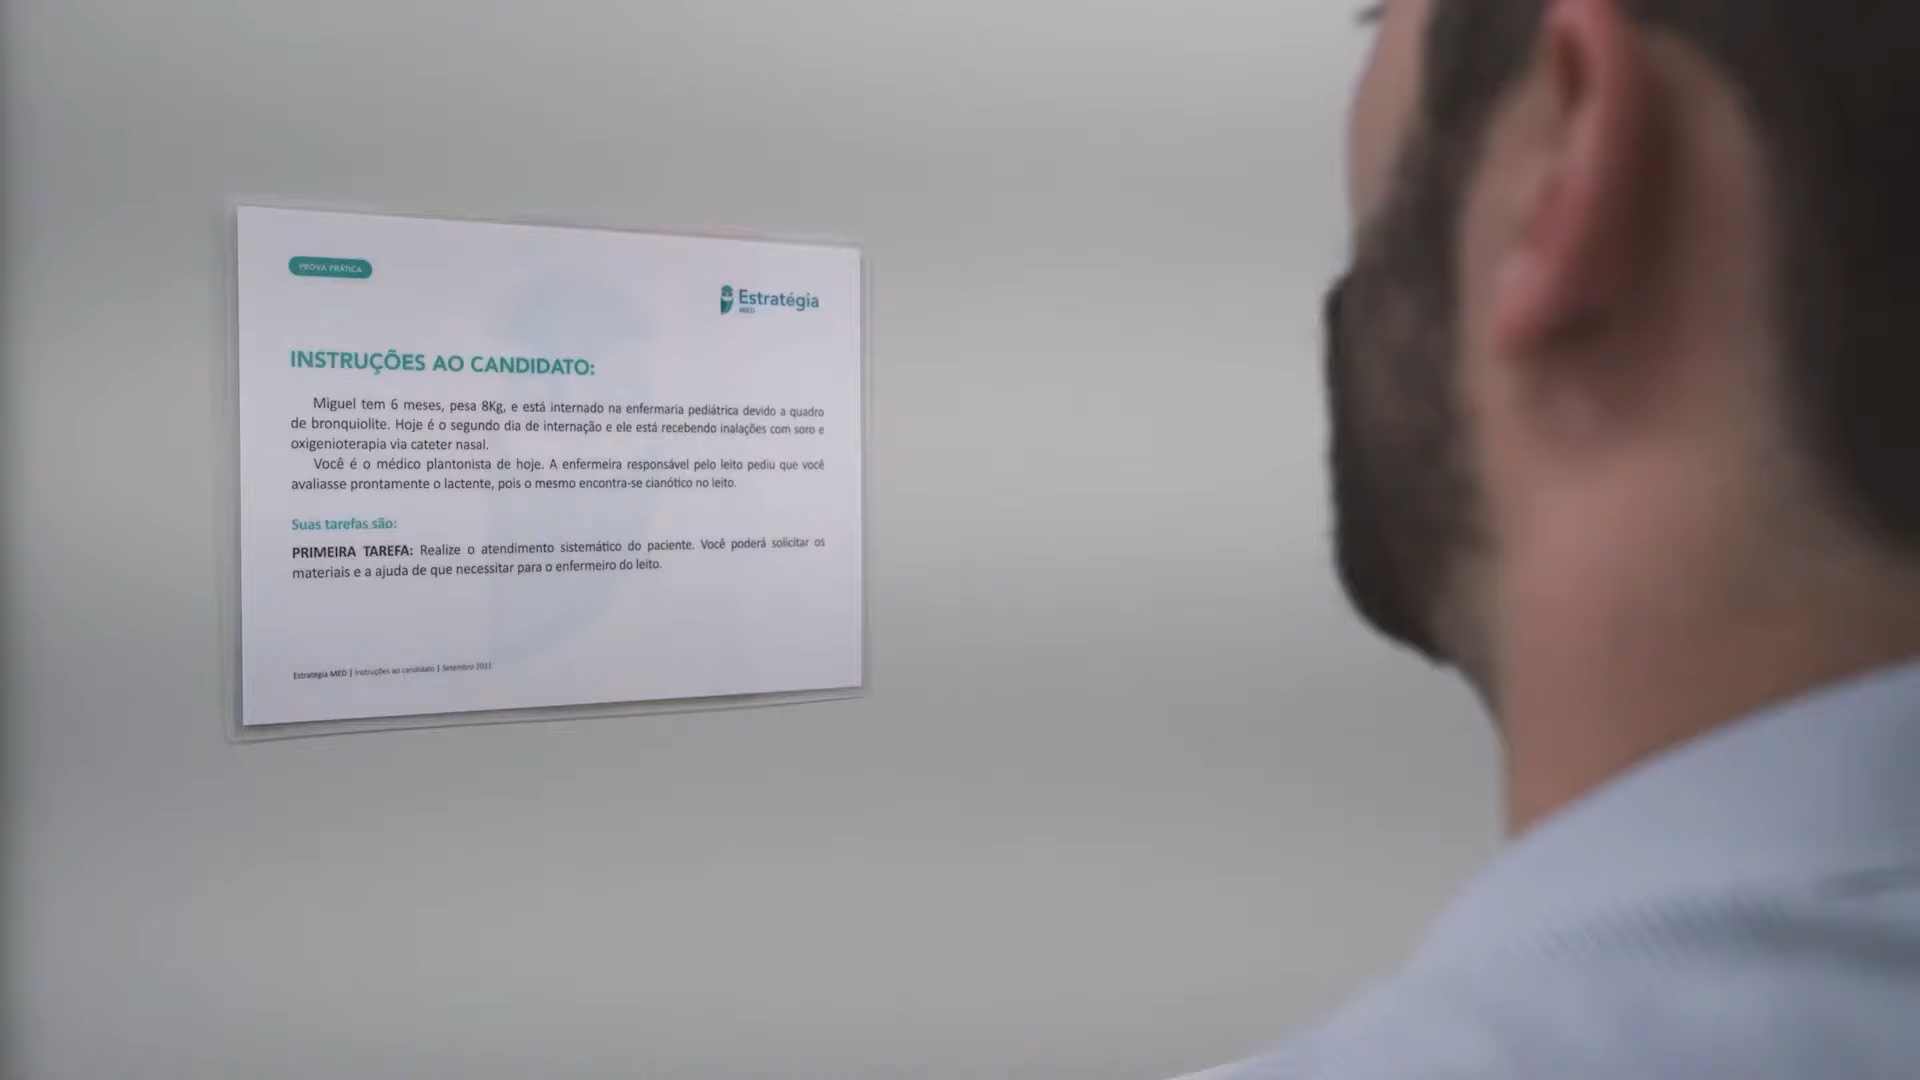 PROVA PRÁTICA
Estratégia
MED
INSTRUÇÕES AO CANDIDATO:
Miguel tem 6 meses, pesa 8Kg, e está internado na enfermaria pediátrica devido a quadro
de bronquiolite. Hoje é o segundo dia de internação e ele está recebendo inalações com soro e
oxigenioterapia via cateter nasal.
Você é o médico plantonista de hoje. A enfermeira responsável pelo leito pediu que você
avaliasse prontamente o lactente, pois o mesmo encontra-se cianótico no leito.
Suas tarefas são:
PRIMEIRA TAREFA: Realize o atendimento sistemático do paciente. Você poderá solicitar os
materiais e a ajuda de que necessitar para o enfermeiro do leito.
Estratégia MED | Instruções ao candidato | Setembro 2021